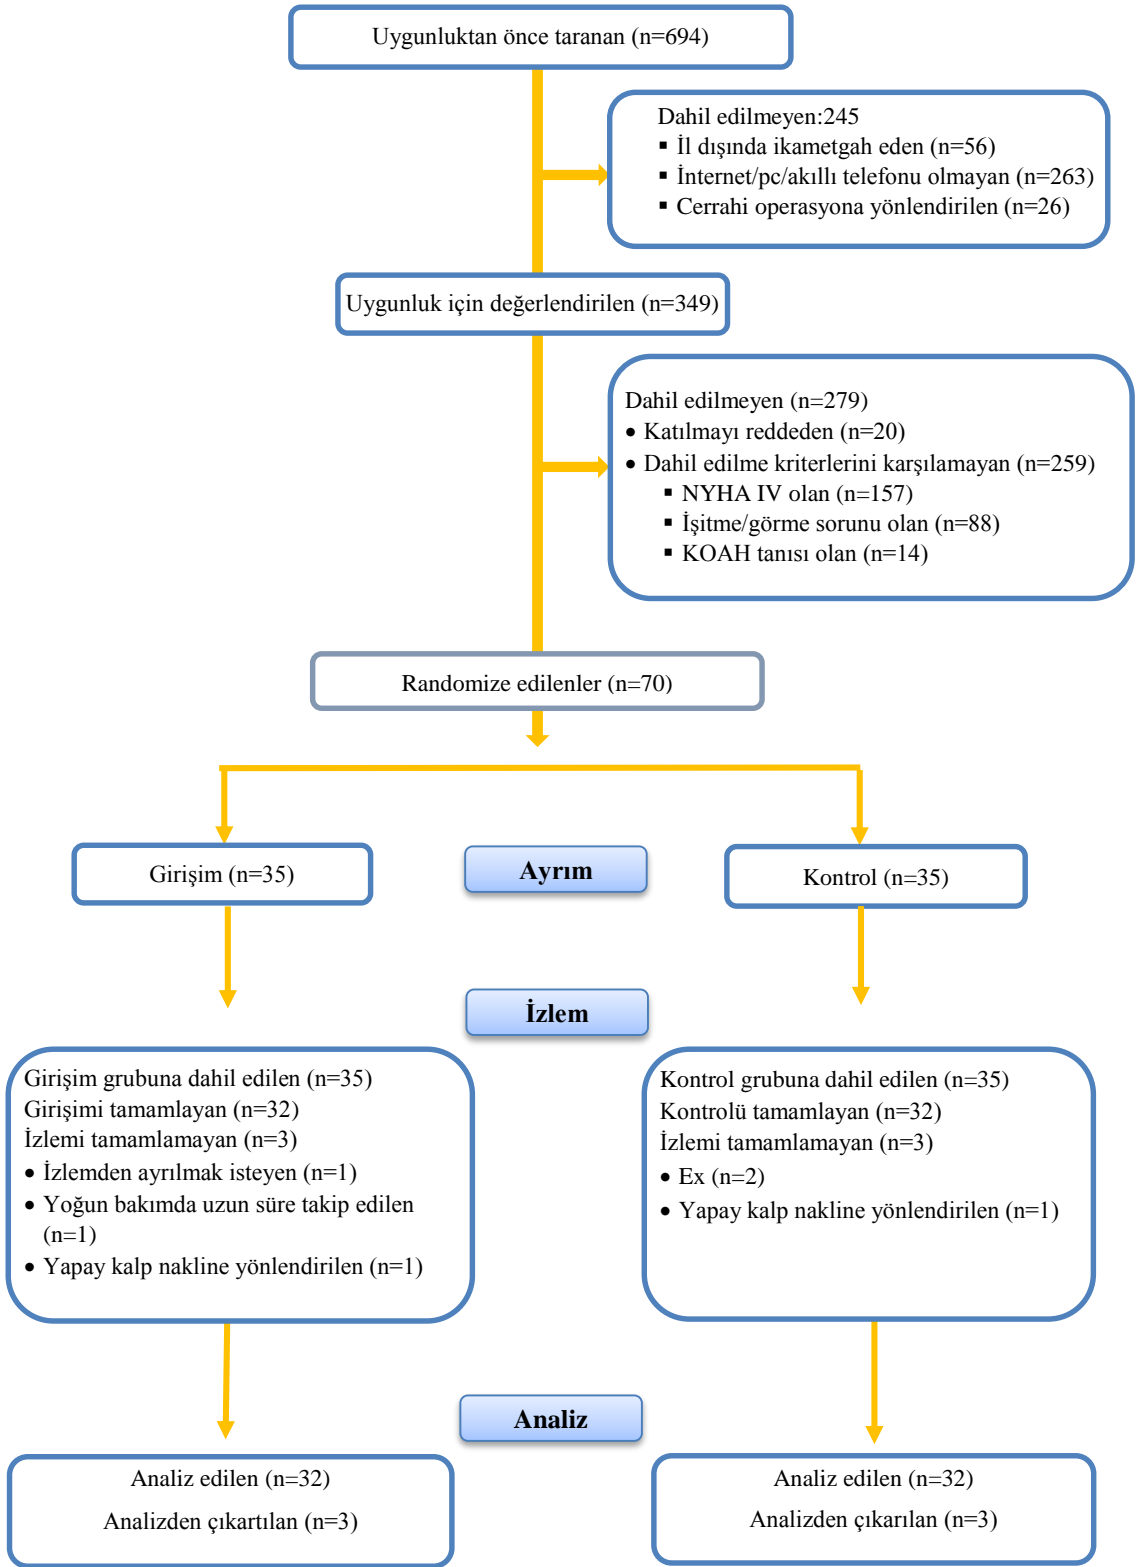 Uygunluktan önce taranan (n=694)
Dahil edilmeyen:245
▪ İl dışında ikametgah eden (n=56)
▪ İnternet/pc/akıllı telefonu olmayan (n=263)
▪ Cerrahi operasyona yönlendirilen (n=26)
Uygunluk için değerlendirilen (n=349)
Dahil edilmeyen (n=279)
• Katılmayı reddeden (n=20)
• Dahil edilme kriterlerini karşılamayan (n=259)
▪ NYHA IV olan (n=157)
▪ İşitme/görme sorunu olan (n=88)
▪ KOAH tanısı olan (n=14)
Randomize edilenler (n=70)
Girişim (n=35)
Ayrım
Kontrol (n=35)
İzlem
Girişim grubuna dahil edilen (n=35)
Girişimi tamamlayan (n=32)
İzlemi tamamlamayan (n=3)
• İzlemden ayrılmak isteyen (n=1)
• Yoğun bakımda uzun süre takip edilen
(n=1)
• Yapay kalp nakline yönlendirilen (n=1)
Kontrol grubuna dahil edilen (n=35)
Kontrolü tamamlayan (n=32)
İzlemi tamamlamayan (n=3)
• Ex (n=2)
• Yapay kalp nakline yönlendirilen (n=1)
Analiz
Analiz edilen (n=32)
Analizden çıkartılan (n=3)
Analiz edilen (n=32)
Analizden çıkarılan (n=3)